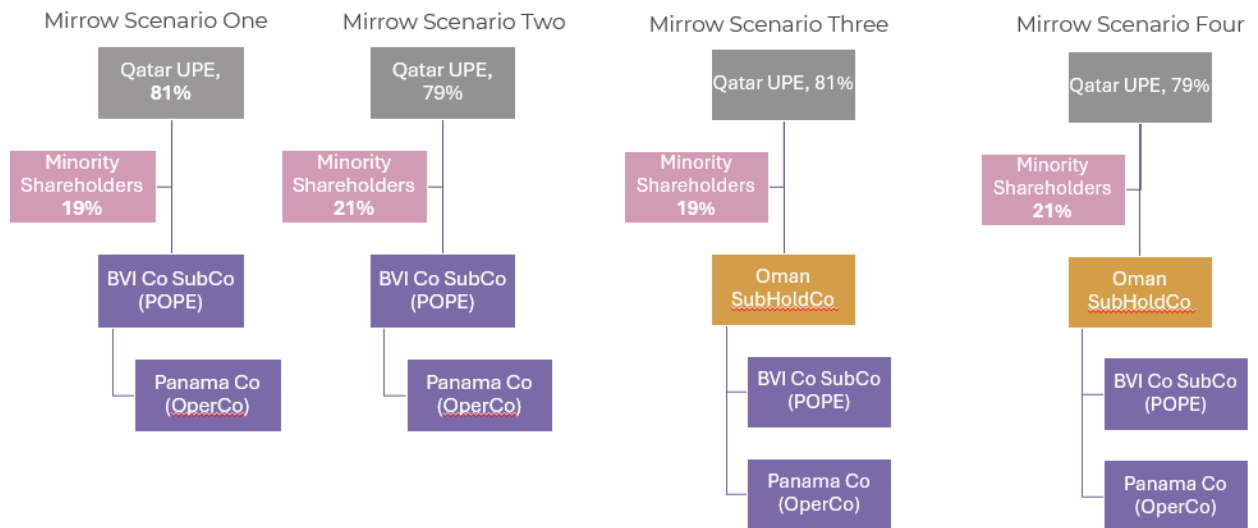 Mirrow Scenario One
Qatar UPE,
81%
Minority
Shareholders
19%
BVI Co SubCo
(POPE)
Panama Co
(OperCo)
Mirrow Scenario Two
Qatar UPE,
79%
Minority
Shareholders
21%
BVI Co SubCo
(POPE)
Panama Co
(OperCo)
Mirrow Scenario Three
Qatar UPE, 81%
Minority
Shareholders
19%
Oman
SubHoldCo
BVI Co SubCo
(POPE)
Panama Co
(OperCo)
Mirrow Scenario Four
Qatar UPE, 79%
Minority
Shareholders
21%
Oman
SubHoldCo
BVI Co SubCo
(POPE)
Panama Co
(OperCo)